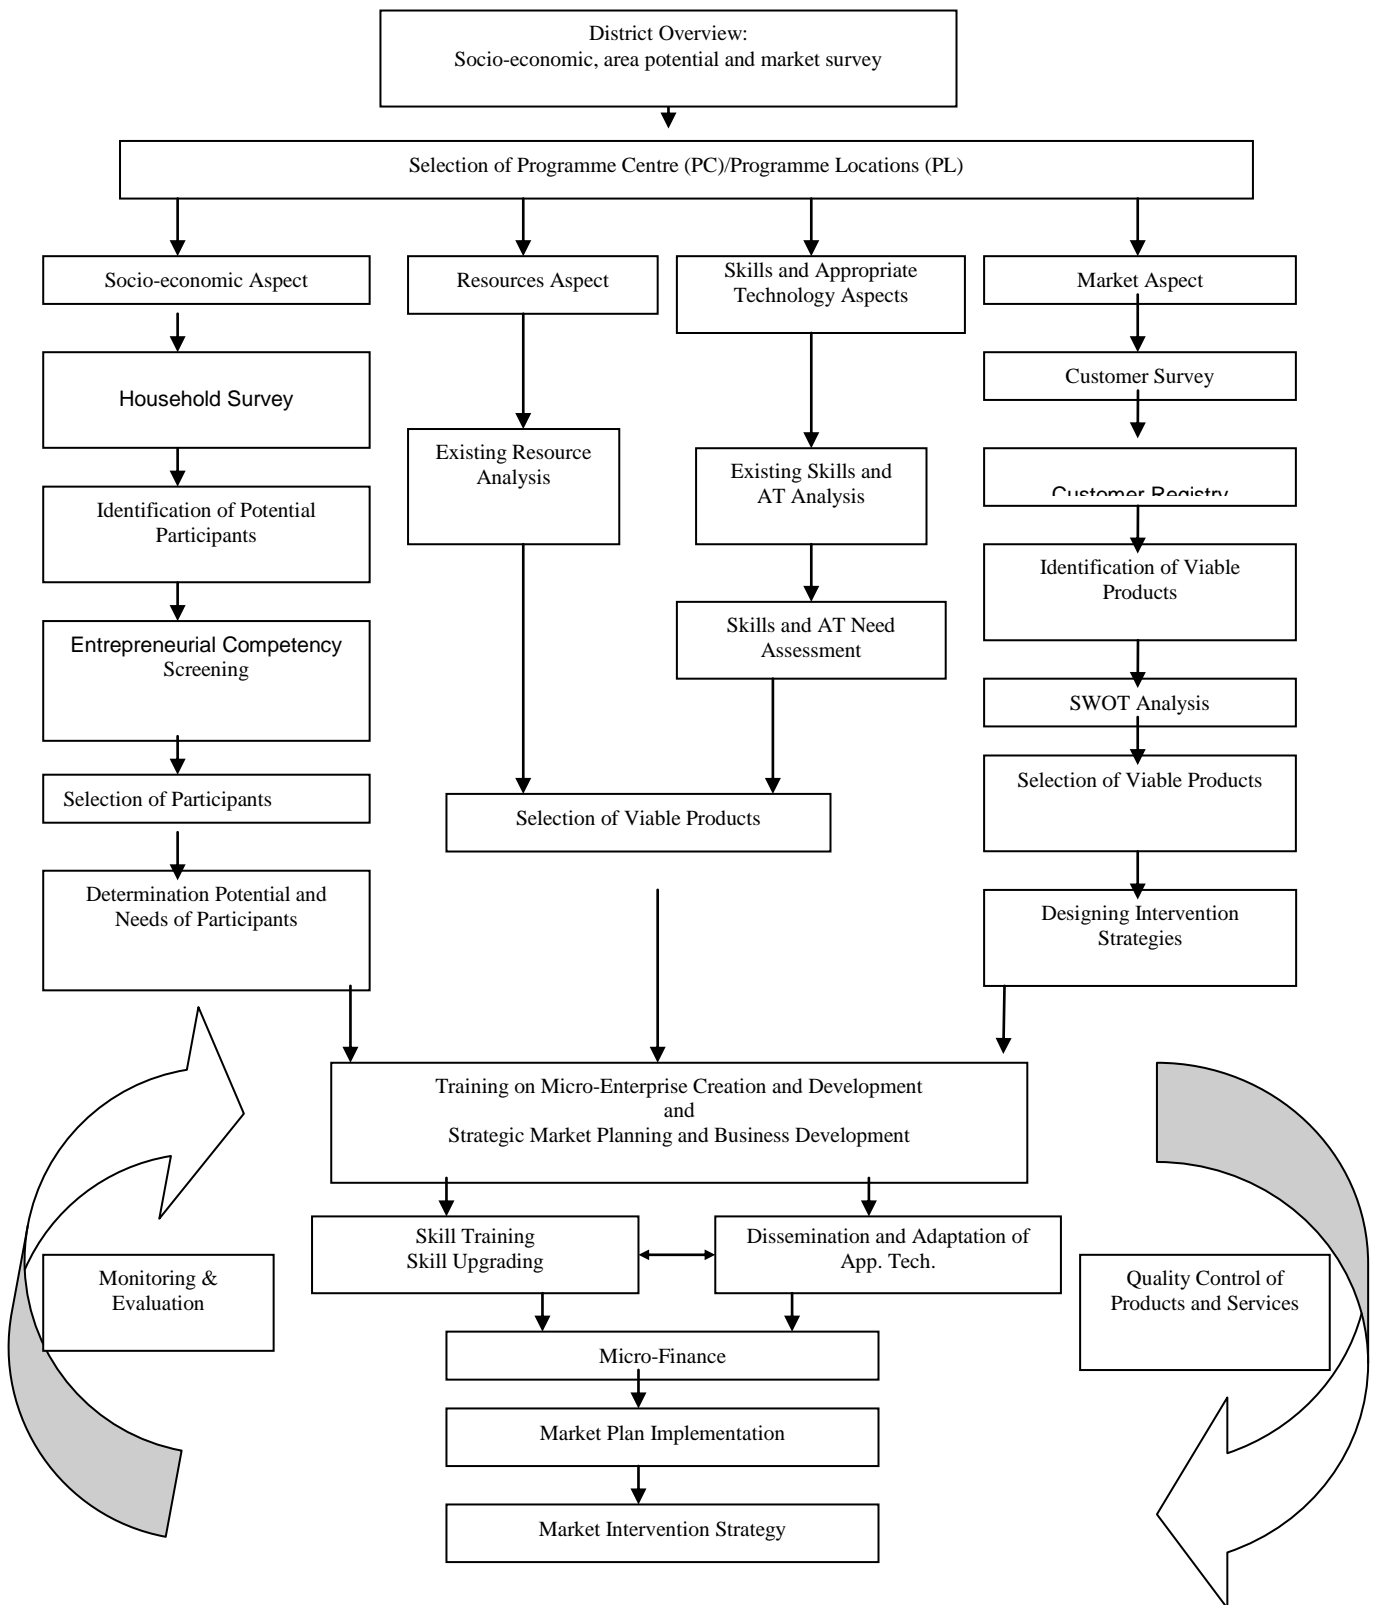 District Overview:
Socio-economic, area potential and market survey
Selection of Programme Centre (PC)/Programme Locations (PL)
Socio-economic Aspect
Resources Aspect
Skills and Appropriate
Technology Aspects
Market Aspect
Household Survey
Customer Survey
Existing Resource
Analysis
Existing Skills and
AT Analysis
Customer Registry
Identification of Potential
Participants
Identification of Viable
Products
Entrepreneurial Competency
Screening
Skills and AT Need
Assessment
SWOT Analysis
Selection of Participants
Selection of Viable Products
Selection of Viable Products
Determination Potential and
Needs of Participants
Designing Intervention
Strategies
Training on Micro-Enterprise Creation and Development
and
Strategic Market Planning and Business Development
Skill Training
Skill Upgrading
Dissemination and Adaptation of
App. Tech.
Monitoring &
Evaluation
Quality Control of
Products and Services
Micro-Finance
Market Plan Implementation
Market Intervention Strategy